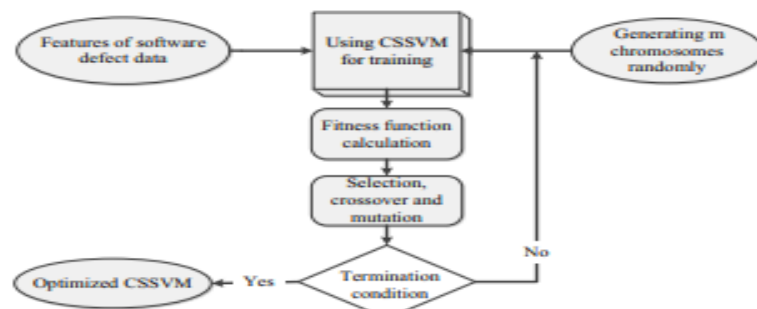 Features of software
defect data
Using CSSVM
for training
Generating m
chromosomes
randomly
Fitness function
calculation
Selection,
crossover and
mutation
No
Optimized CSSVM
Yes
Termination
condition